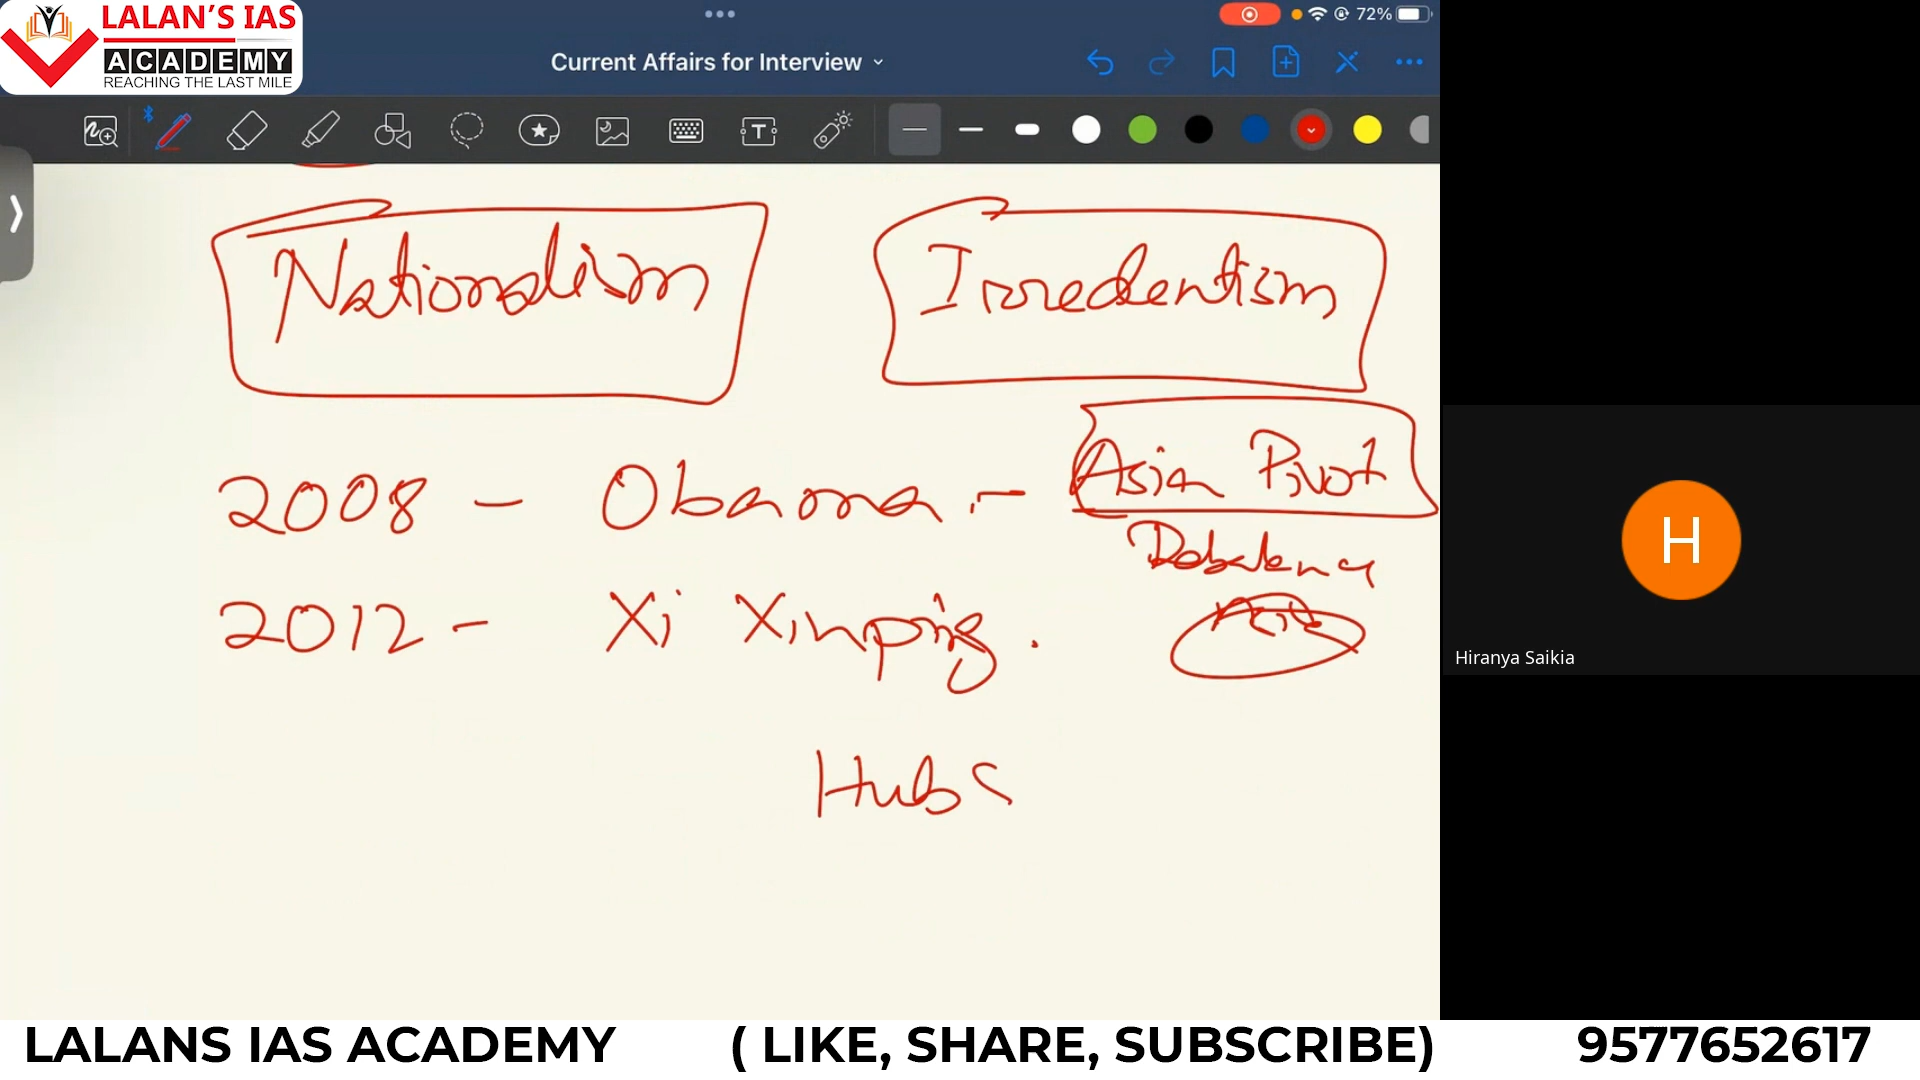 LALAN'S IAS
ACADEMY
REACHING THE LAST MILE
72%
Current Affairs for Interview
T
Nationalism Irredentism
2008 - Obama - Asian Pivot
2012 - Xi Xinping.
Hubs
H
Hiranya Saikia
LALANS IAS ACADEMY ( LIKE, SHARE, SUBSCRIBE) 9577652617